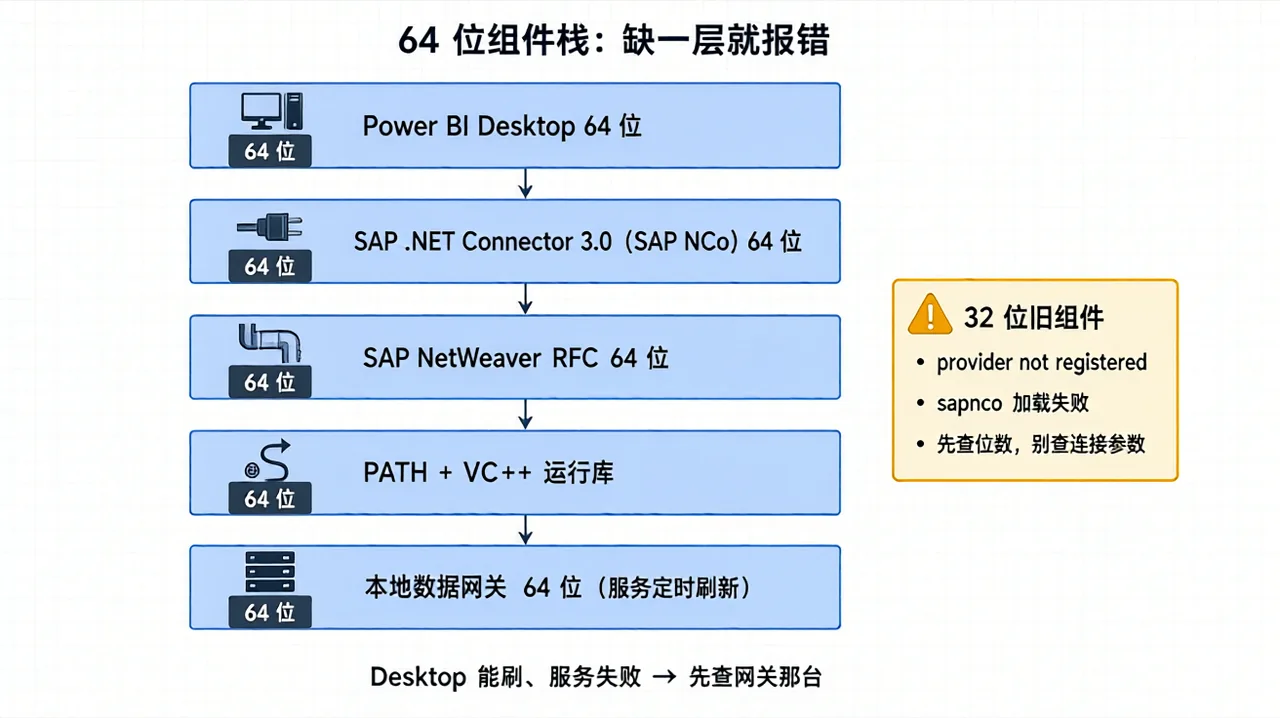 64 位组件栈：缺一层就报错
64 位
Power BI Desktop 64 位
64 位
SAP .NET Connector 3.0（SAP NCo）64 位
64 位
SAP NetWeaver RFC 64 位
64 位
PATH + VC++ 运行库
64 位
本地数据网关 64 位（服务定时刷新）
32 位旧组件
• provider not registered
• sapnco 加载失败
• 先查位数，别查连接参数
Desktop 能刷、服务失败 → 先查网关那台